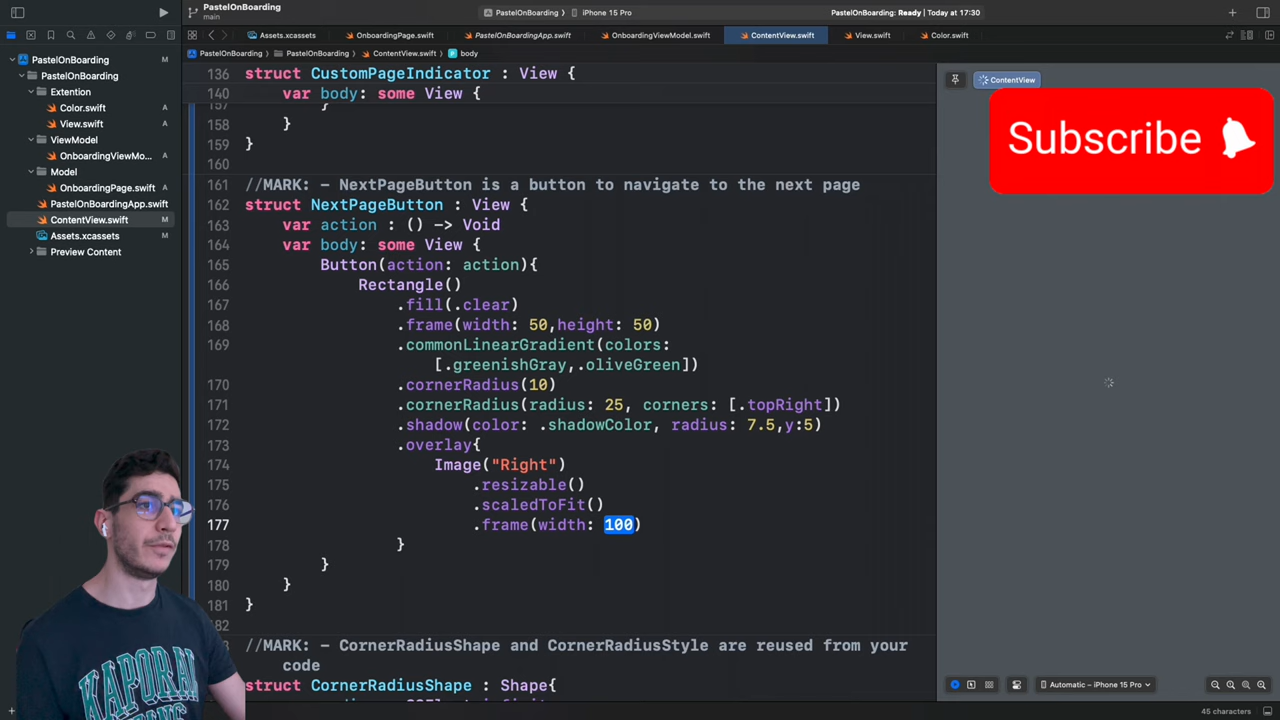 PastelOnBoarding
main
PastelOnBoarding › iPhone 15 Pro
PastelOnBoarding: Ready | Today at 17:30
Assets.xcassets
OnboardingPage.swift
PastelOnBoardingApp.swift
OnboardingViewModel.swift
ContentView.swift
View.swift
Color.swift
PastelOnBoarding › PastelOnBoarding › ContentView.swift › body
PastelOnBoarding M
PastelOnBoarding
Extention
Color.swift A
View.swift A
ViewModel
OnboardingViewMo... A
Model
OnboardingPage.swift A
PastelOnBoardingApp.swift
ContentView.swift M
Assets.xcassets M
Preview Content
136 struct CustomPageIndicator : View {
140 var body: some View {
157 }
158 }
159 }
160
161 //MARK: - NextPageButton is a button to navigate to the next page
162 struct NextPageButton : View {
163 var action : () -> Void
164 var body: some View {
165 Button(action: action){
166 Rectangle()
167 .fill(.clear)
168 .frame(width: 50,height: 50)
169 .commonLinearGradient(colors:
[.greenishGray,.oliveGreen])
170 .cornerRadius(10)
171 .cornerRadius(radius: 25, corners: [.topRight])
172 .shadow(color: .shadowColor, radius: 7.5,y:5)
173 .overlay{
174 Image("Right")
175 .resizable()
176 .scaledToFit()
177 .frame(width: 100)
178 }
179 }
180 }
181 }
182
//MARK: - CornerRadiusShape and CornerRadiusStyle are reused from your
code
struct CornerRadiusShape : Shape{
ContentView
Subscribe
KAPORAL
Automatic – iPhone 15 Pro
45 characters